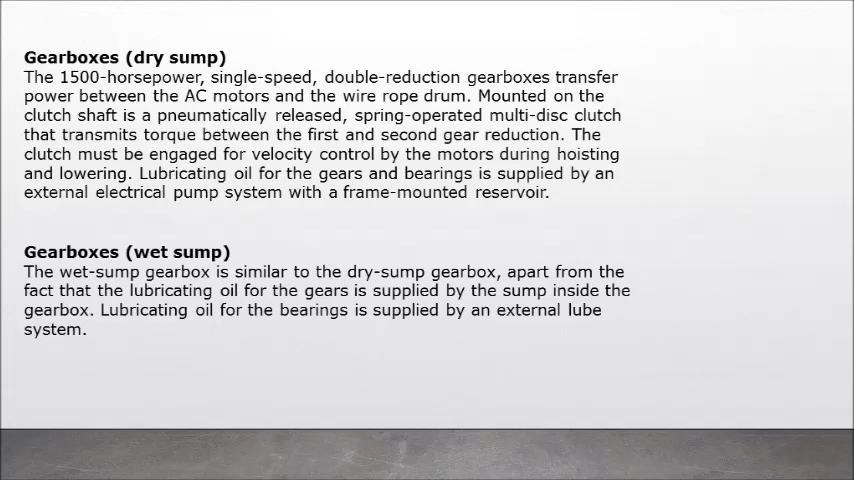 Gearboxes (dry sump)
The 1500-horsepower, single-speed, double-reduction gearboxes transfer
power between the AC motors and the wire rope drum. Mounted on the
clutch shaft is a pneumatically released, spring-operated multi-disc clutch
that transmits torque between the first and second gear reduction. The
clutch must be engaged for velocity control by the motors during hoisting
and lowering. Lubricating oil for the gears and bearings is supplied by an
external electrical pump system with a frame-mounted reservoir.
Gearboxes (wet sump)
The wet-sump gearbox is similar to the dry-sump gearbox, apart from the
fact that the lubricating oil for the gears is supplied by the sump inside the
gearbox. Lubricating oil for the bearings is supplied by an external lube
system.